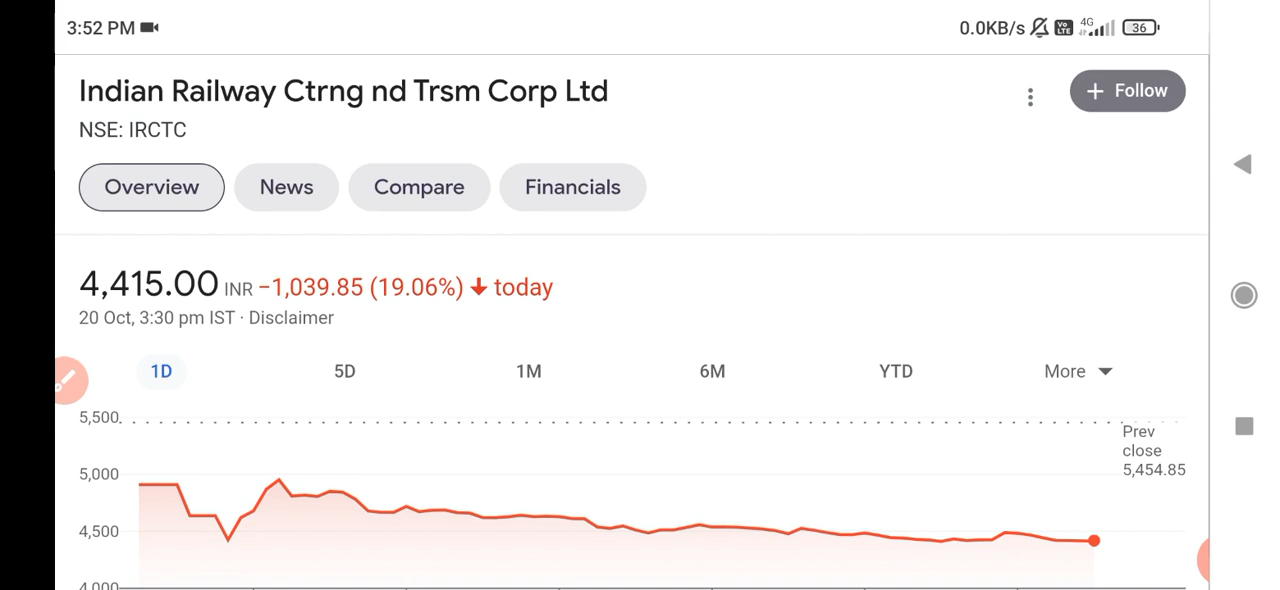 3:52 PM 0.0KB/s Vo LTE 4G 36
Indian Railway Ctrng nd Trsm Corp Ltd
+ Follow
NSE: IRCTC
Overview News Compare Financials
4,415.00 INR −1,039.85 (19.06%) ↓ today
20 Oct, 3:30 pm IST · Disclaimer
1D 5D 1M 6M YTD More
5,500
Prev
close
5,454.85
5,000
4,500
4,000